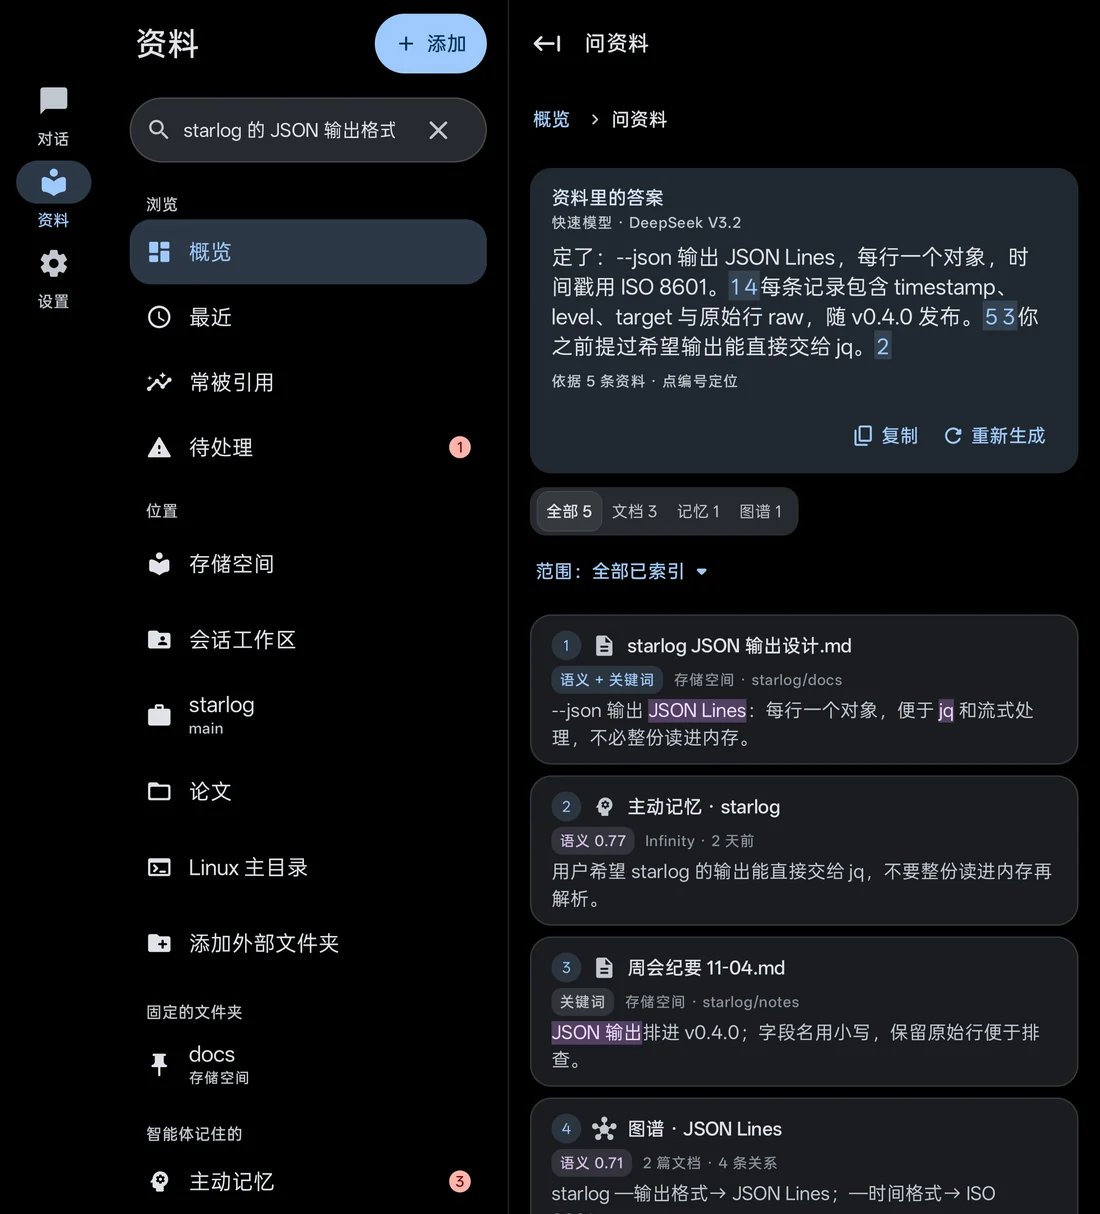 资料
添加
对话
资料
设置
starlog 的 JSON 输出格式
浏览
概览
最近
常被引用
待处理
1
位置
存储空间
会话工作区
starlog
main
论文
Linux 主目录
添加外部文件夹
固定的文件夹
docs
存储空间
智能体记住的
主动记忆
3
问资料
概览 > 问资料
资料里的答案
快速模型 · DeepSeek V3.2
定了：--json 输出 JSON Lines，每行一个对象，时
间戳用 ISO 8601。1 4每条记录包含 timestamp、
level、target 与原始行 raw，随 v0.4.0 发布。5 3你
之前提过希望输出能直接交给 jq。2
依据 5 条资料 · 点编号定位
复制
重新生成
全部 5
文档 3
记忆 1
图谱 1
范围：全部已索引
1 starlog JSON 输出设计.md
语义 + 关键词 存储空间 · starlog/docs
--json 输出 JSON Lines：每行一个对象，便于 jq 和流式处
理，不必整份读进内存。
2 主动记忆 · starlog
语义 0.77 Infinity · 2 天前
用户希望 starlog 的输出能直接交给 jq，不要整份读进内存再
解析。
3 周会纪要 11-04.md
关键词 存储空间 · starlog/notes
JSON 输出排进 v0.4.0；字段名用小写，保留原始行便于排
查。
4 图谱 · JSON Lines
语义 0.71 2 篇文档 · 4 条关系
starlog —输出格式→ JSON Lines；—时间格式→ ISO